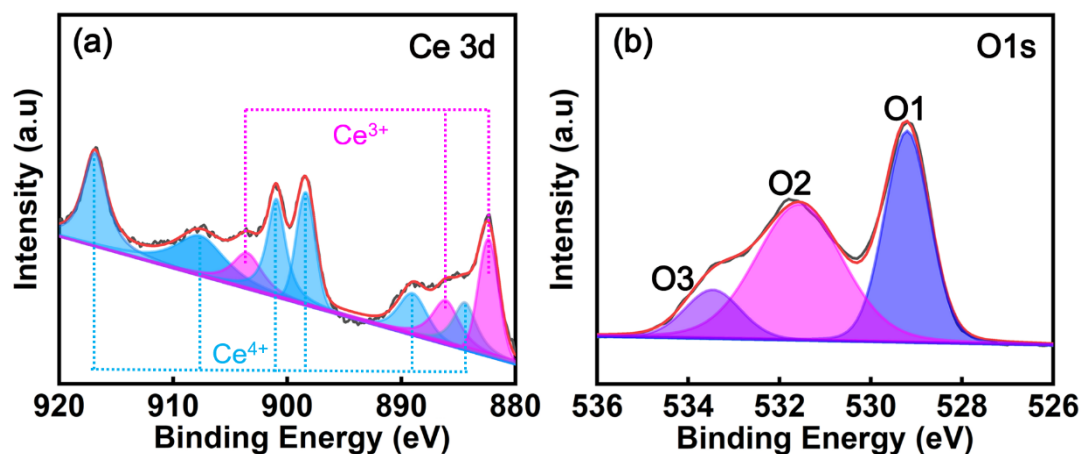 (a)
Ce 3d
Ce³⁺
Ce⁴⁺
Intensity (a.u)
920 910 900 890 880
Binding Energy (eV)
(b)
O1s
O1
O2
O3
Intensity (a.u)
536 534 532 530 528 526
Binding Energy (eV)